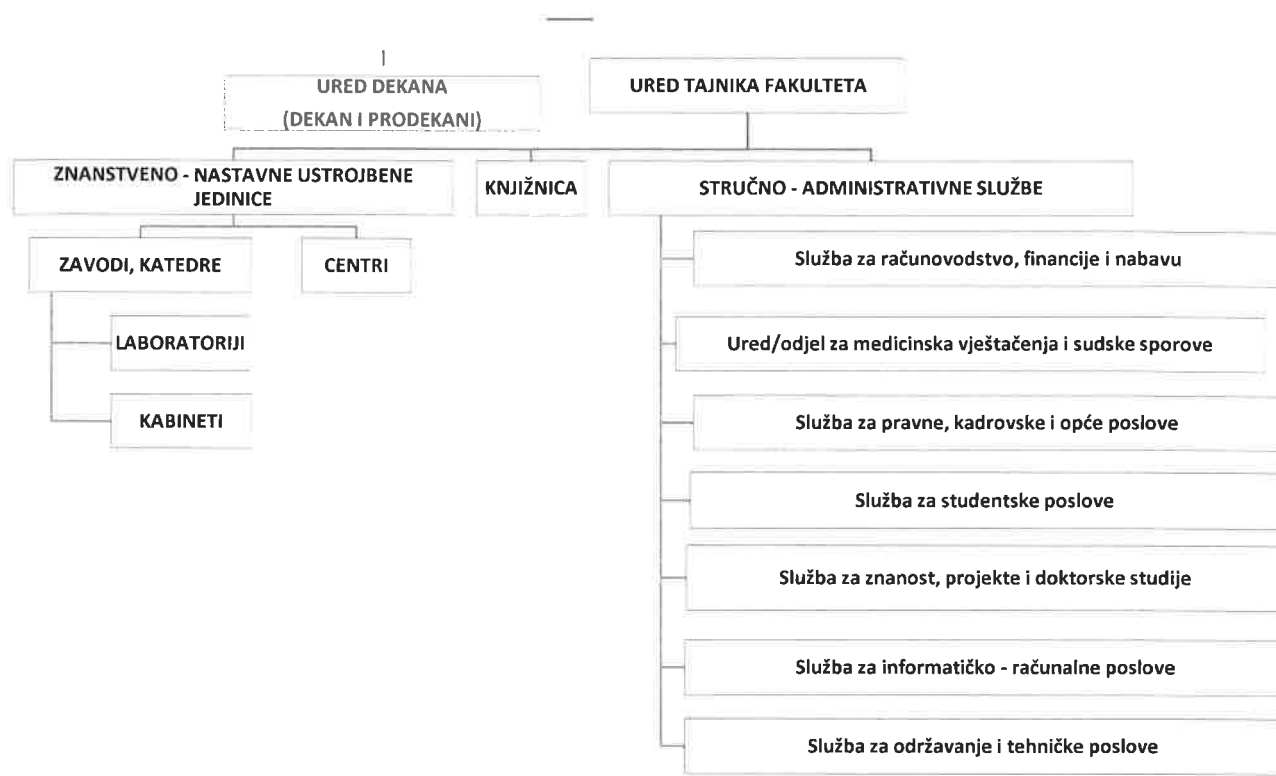 URED DEKANA
(DEKAN I PRODEKANI)
URED TAJNIKA FAKULTETA
ZNANSTVENO - NASTAVNE USTROJBENE
JEDINICE
KNJIŽNICA
STRUČNO - ADMINISTRATIVNE SLUŽBE
ZAVODI, KATEDRE
CENTRI
LABORATORIJI
KABINETI
Služba za računovodstvo, financije i nabavu
Ured/odjel za medicinska vještačenja i sudske sporove
Služba za pravne, kadrovske i opće poslove
Služba za studentske poslove
Služba za znanost, projekte i doktorske studije
Služba za informatičko - računalne poslove
Služba za održavanje i tehničke poslove